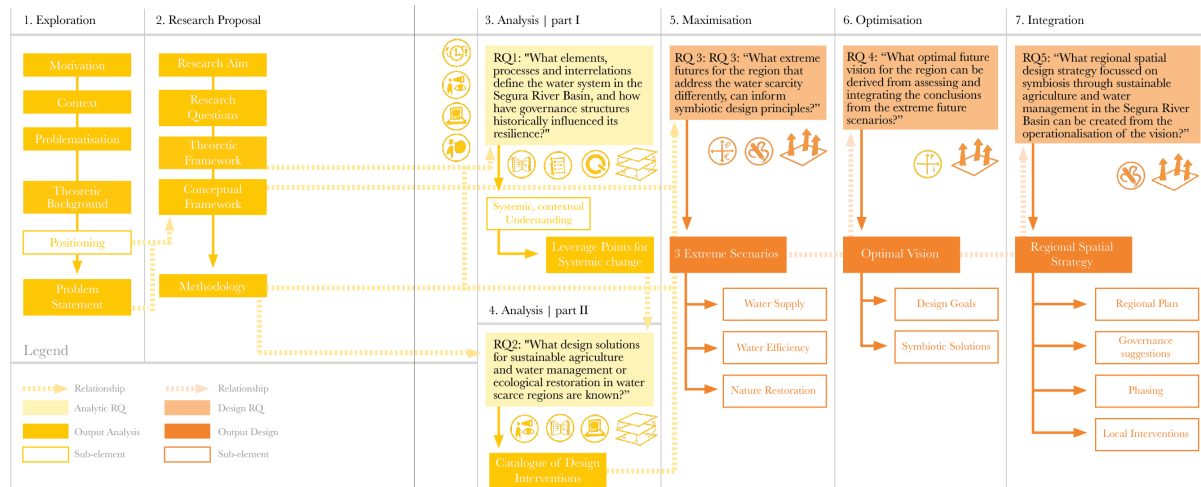 1. Exploration
Motivation
Context
Problematisation
Theoretic
Background
Positioning
Problem
Statement
2. Research Proposal
Research Aim
Research
Questions
Theoretic
Framework
Conceptual
Framework
Methodology
3. Analysis | part I
RQ1: "What elements,
processes and interrelations
define the water system in the
Segura River Basin, and how
have governance structures
historically influenced its
resilience?"
Systemic, contextual
Understanding
Leverage Points for
Systemic change
4. Analysis | part II
RQ2: "What design solutions
for sustainable agriculture
and water management or
ecological restoration in water
scarce regions are known?”
Catalogue of Design
Interventions
5. Maximisation
RQ 3: RQ 3: “What extreme
futures for the region that
address the water scarcity
differently, can inform
symbiotic design principles?”
3 Extreme Scenarios
Water Supply
Water Efficiency
Nature Restoration
6. Optimisation
RQ 4: “What optimal future
vision for the region can be
derived from assessing and
integrating the conclusions
from the extreme future
scenarios?”
Optimal Vision
Design Goals
Symbiotic Solutions
7. Integration
RQ5: “What regional spatial
design strategy focussed on
symbiosis through sustainable
agriculture and water
management in the Segura River
Basin can be created from the
operationalisation of the vision?”
Regional Spatial
Strategy
Regional Plan
Governance
suggestions
Phasing
Local Interventions
Legend
Relationship
Analytic RQ
Output Analysis
Sub-element
Relationship
Design RQ
Output Design
Sub-element